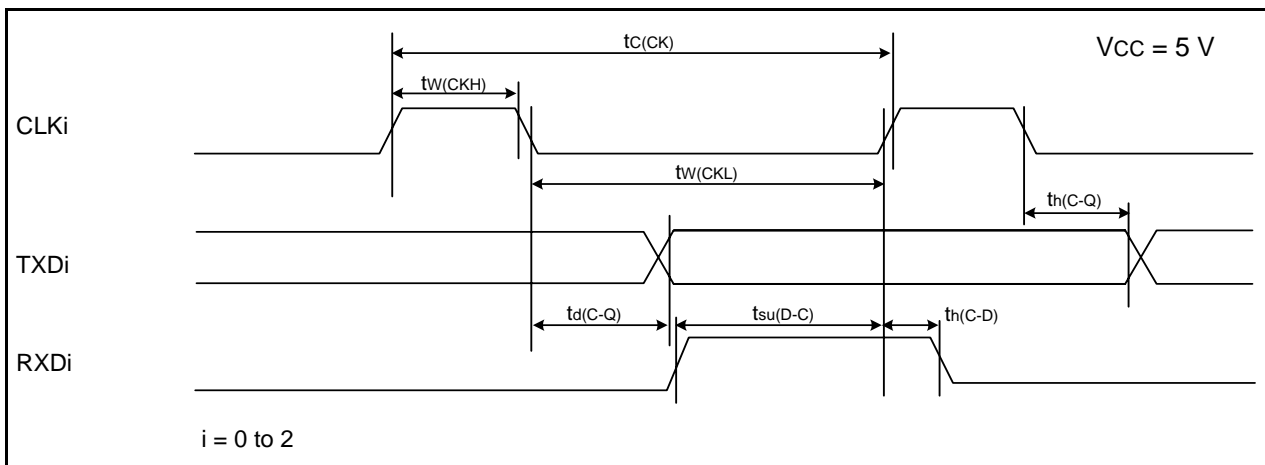 tC(CK)
VCC = 5 V
tW(CKH)
CLKi
tW(CKL)
th(C-Q)
TXDi
td(C-Q)
tsu(D-C)
th(C-D)
RXDi
i = 0 to 2